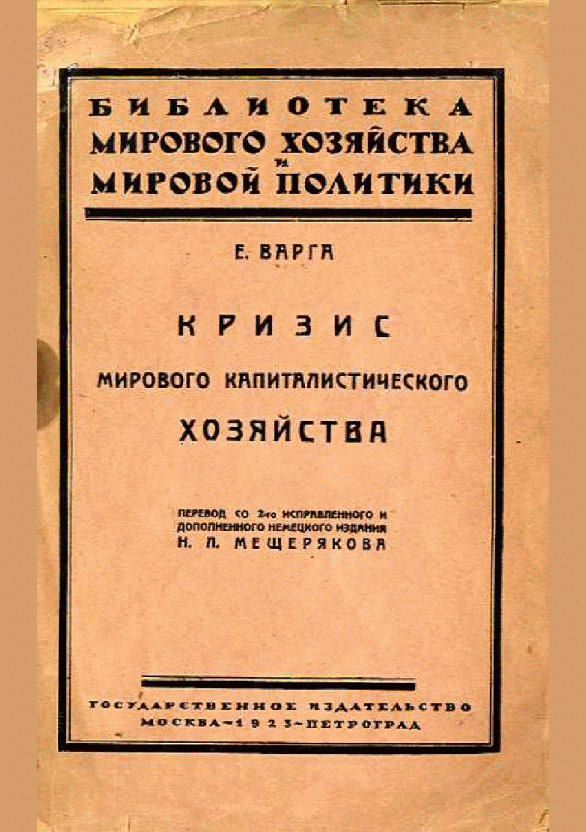 БИБЛИОТЕКА
МИРОВОГО ХОЗЯЙСТВА
и
МИРОВОЙ ПОЛИТИКИ
Е. ВАРГА
КРИЗИС
МИРОВОГО КАПИТАЛИСТИЧЕСКОГО
ХОЗЯЙСТВА
ПЕРЕВОД СО 2-го ИСПРАВЛЕННОГО И
ДОПОЛНЕННОГО НЕМЕЦКОГО ИЗДАНИЯ
Н. Л. МЕЩЕРЯКОВА
ГОСУДАРСТВЕННОЕ ИЗДАТЕЛЬСТВО
МОСКВА–1923–ПЕТРОГРАД